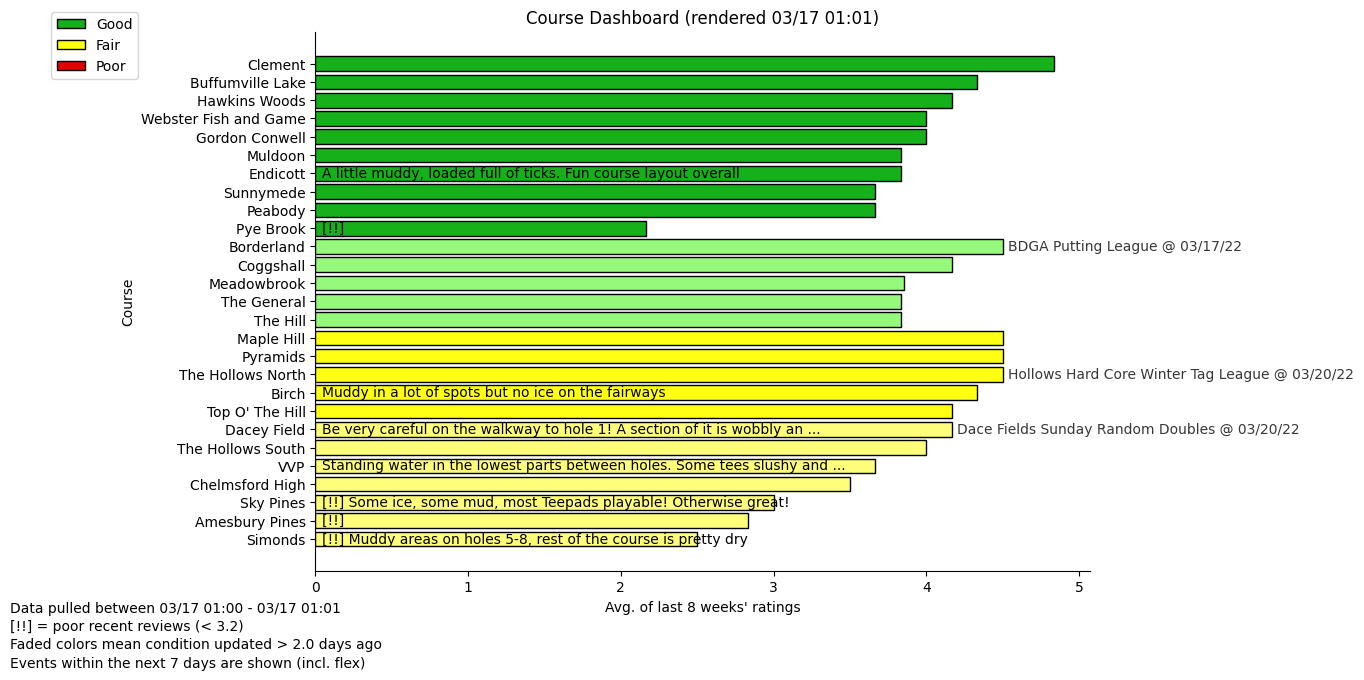 Good
Fair
Poor
Course Dashboard (rendered 03/17 01:01)
Course
Clement
Buffumville Lake
Hawkins Woods
Webster Fish and Game
Gordon Conwell
Muldoon
Endicott A little muddy, loaded full of ticks. Fun course layout overall
Sunnymede
Peabody
Pye Brook [!!]
Borderland BDGA Putting League @ 03/17/22
Coggshall
Meadowbrook
The General
The Hill
Maple Hill
Pyramids
The Hollows North Hollows Hard Core Winter Tag League @ 03/20/22
Birch Muddy in a lot of spots but no ice on the fairways
Top O' The Hill
Dacey Field Be very careful on the walkway to hole 1! A section of it is wobbly an ... Dace Fields Sunday Random Doubles @ 03/20/22
The Hollows South
VVP Standing water in the lowest parts between holes. Some tees slushy and ...
Chelmsford High
Sky Pines [!!] Some ice, some mud, most Teepads playable! Otherwise great!
Amesbury Pines [!!]
Simonds [!!] Muddy areas on holes 5-8, rest of the course is pretty dry
0 1 2 3 4 5
Avg. of last 8 weeks' ratings
Data pulled between 03/17 01:00 - 03/17 01:01
[!!] = poor recent reviews (< 3.2)
Faded colors mean condition updated > 2.0 days ago
Events within the next 7 days are shown (incl. flex)